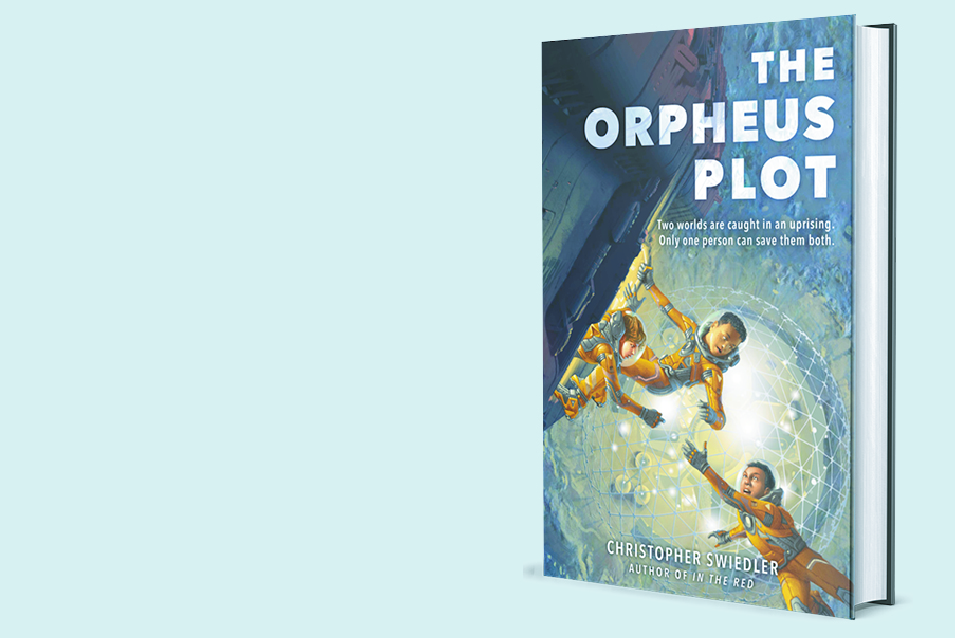 THE
ORPHEUS
PLOT
Two worlds are caught in an uprising.
Only one person can save them both.
CHRISTOPHER SWIEDLER
AUTHOR OF IN THE RED